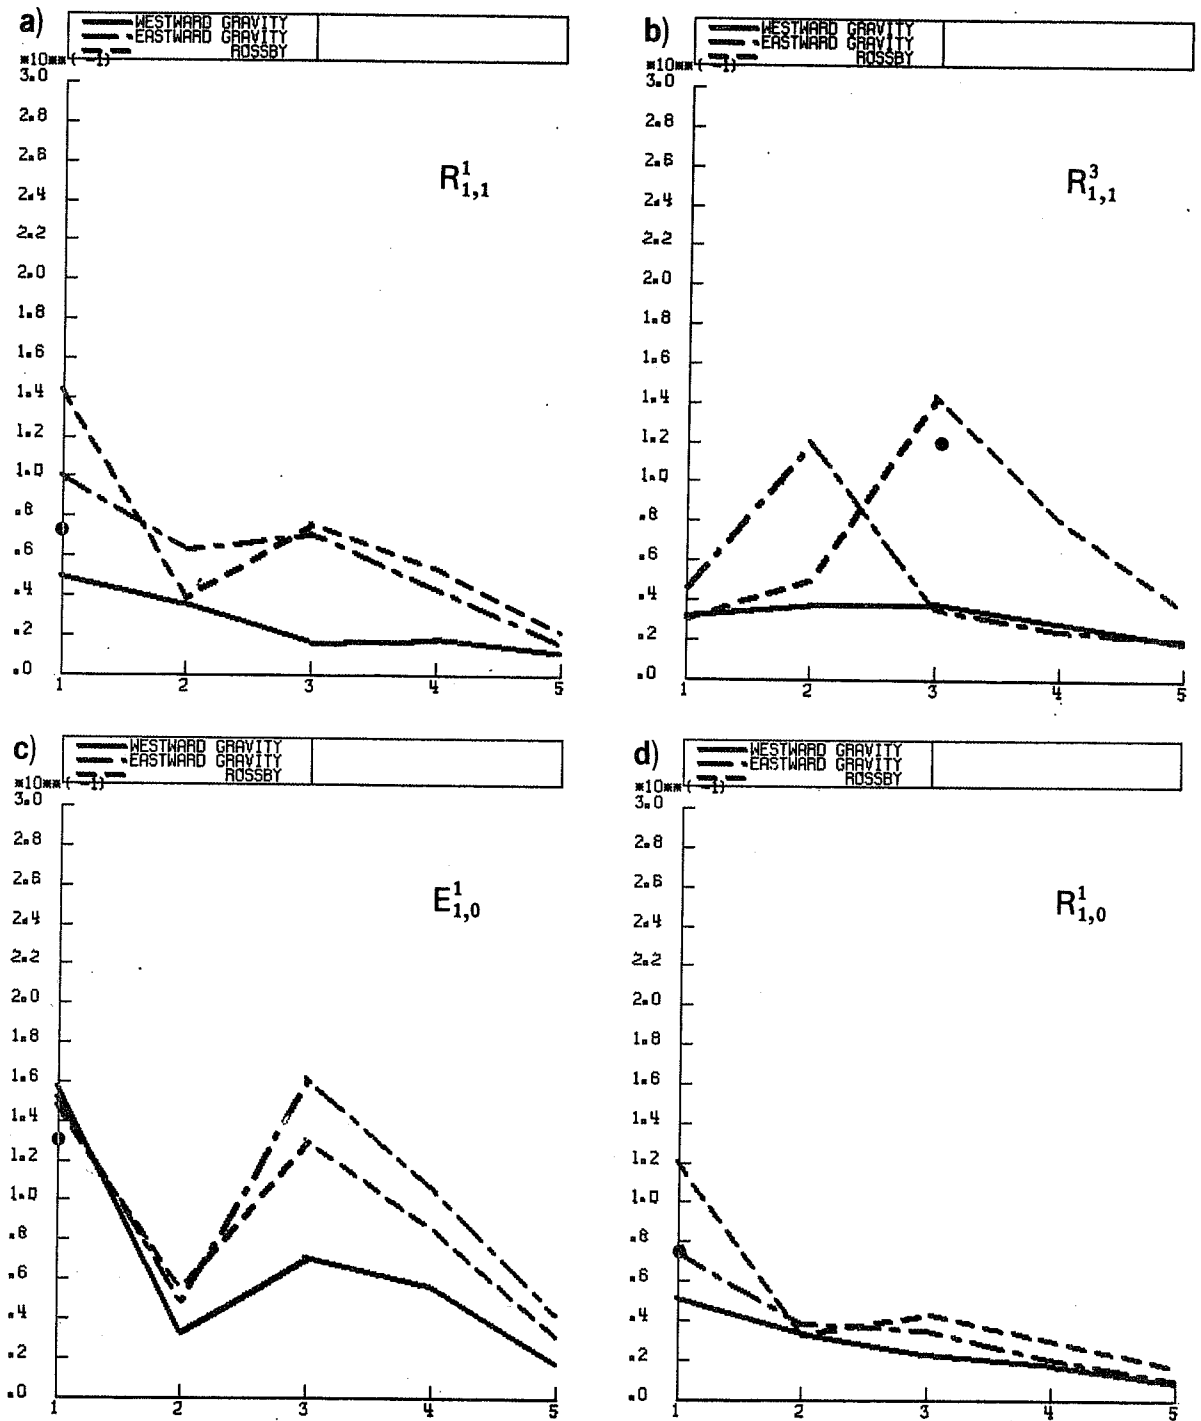 a)
WESTWARD GRAVITY
EASTWARD GRAVITY
ROSSBY
*10**( -1)
3.0
2.8
2.6
2.4
2.2
2.0
1.8
1.6
1.4
1.2
1.0
.8
.6
.4
.2
.0
1 2 3 4 5
R¹₁,₁
b)
WESTWARD GRAVITY
EASTWARD GRAVITY
ROSSBY
*10**( -1)
3.0
2.8
2.6
2.4
2.2
2.0
1.8
1.6
1.4
1.2
1.0
.8
.6
.4
.2
.0
1 2 3 4 5
R³₁,₁
c)
WESTWARD GRAVITY
EASTWARD GRAVITY
ROSSBY
*10**( -1)
3.0
2.8
2.6
2.4
2.2
2.0
1.8
1.6
1.4
1.2
1.0
.8
.6
.4
.2
.0
1 2 3 4 5
E¹₁,₀
d)
WESTWARD GRAVITY
EASTWARD GRAVITY
ROSSBY
*10**( -1)
3.0
2.8
2.6
2.4
2.2
2.0
1.8
1.6
1.4
1.2
1.0
.8
.6
.4
.2
.0
1 2 3 4 5
R¹₁,₀